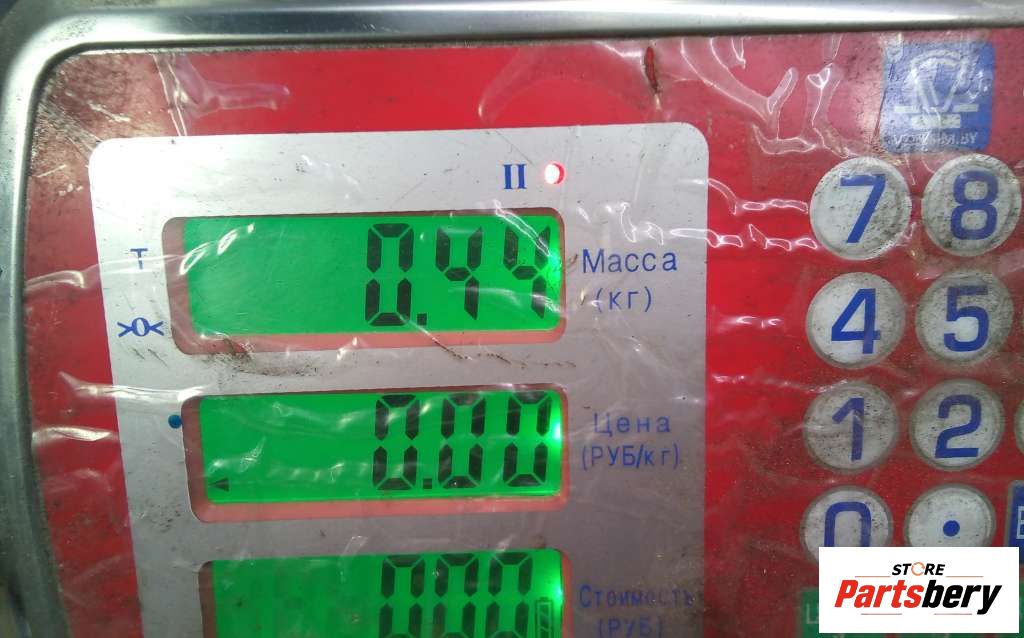 II
0.44
T
Масса
(кг)
>0<
0.00
Цена
(РУБ/кг)
Стоимость
(РУБ)
7 8
4 5
1 2
0 .
STORE
Partsbery